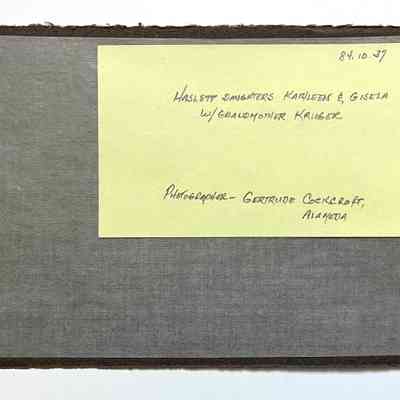 84.10.37
HASLETT DAUGHTERS KATHLEEN & GISELA
W/ GRANDMOTHER KRUGER
PHOTOGRAPHER - GERTRUDE COCKCROFT,
ALAMEDA